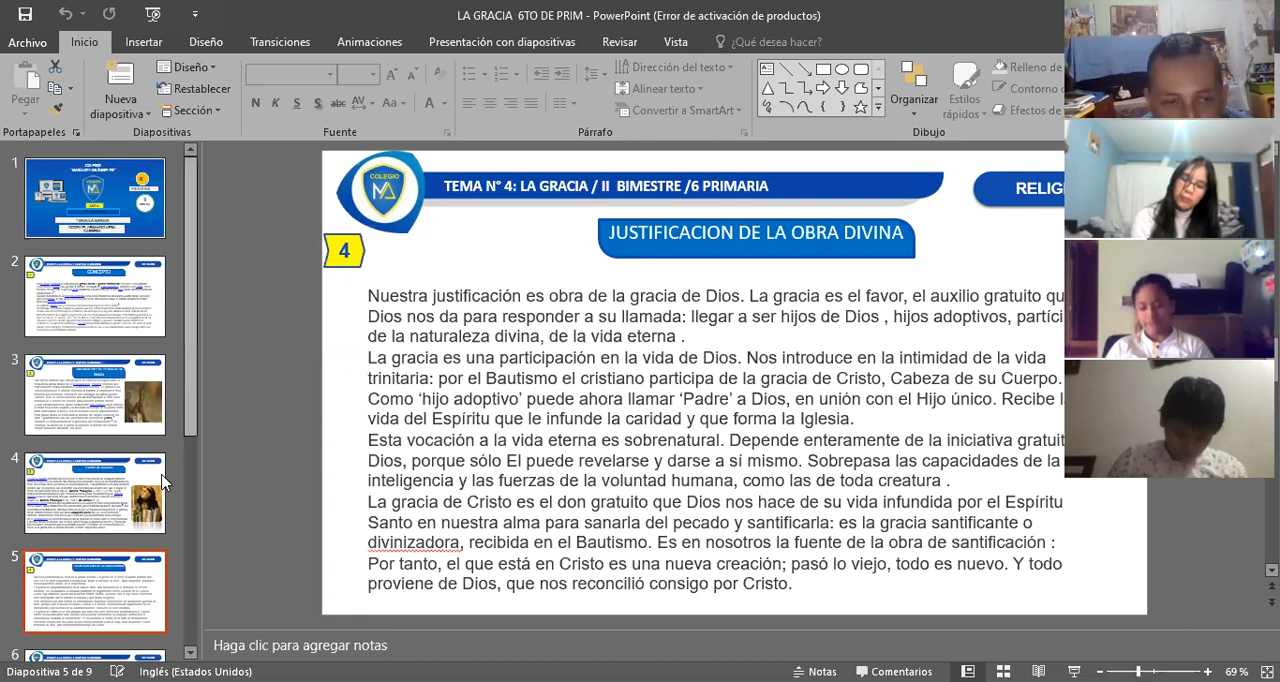 LA GRACIA 6TO DE PRIM - PowerPoint (Error de activación de productos)
Archivo Inicio Insertar Diseño Transiciones Animaciones Presentación con diapositivas Revisar Vista ¿Qué desea hacer?
Pegar
Nueva diapositiva
Diseño
Restablecer
Sección
N K S S abc AV Aa A
Dirección del texto
Alinear texto
Convertir a SmartArt
Organizar
Estilos rápidos
Relleno de
Contorno
Efectos de
Portapapeles Diapositivas Fuente Párrafo Dibujo
1
2
CONCEPTO
3
4
5
6
COLEGIO
MA
TEMA N° 4: LA GRACIA / II BIMESTRE /6 PRIMARIA
RELIG
4
JUSTIFICACION DE LA OBRA DIVINA
Nuestra justificación es obra de la gracia de Dios. La gracia es el favor, el auxilio gratuito qu
Dios nos da para responder a su llamada: llegar a ser hijos de Dios , hijos adoptivos, partíci
de la naturaleza divina, de la vida eterna .
La gracia es una participación en la vida de Dios. Nos introduce en la intimidad de la vida
trinitaria: por el Bautismo el cristiano participa de la gracia de Cristo, Cabeza de su Cuerpo.
Como ‘hijo adoptivo’ puede ahora llamar ‘Padre’ a Dios, en unión con el Hijo único. Recibe l
vida del Espíritu que le infunde la caridad y que forma la Iglesia.
Esta vocación a la vida eterna es sobrenatural. Depende enteramente de la iniciativa gratuit
Dios, porque sólo El puede revelarse y darse a sí mismo. Sobrepasa las capacidades de la
inteligencia y las fuerzas de la voluntad humana, como las de toda creatura .
La gracia de Cristo es el don gratuito que Dios nos hace de su vida infundida por el Espíritu
Santo en nuestra alma para sanarla del pecado y santificarla: es la gracia santificante o
divinizadora, recibida en el Bautismo. Es en nosotros la fuente de la obra de santificación :
Por tanto, el que está en Cristo es una nueva creación; pasó lo viejo, todo es nuevo. Y todo
proviene de Dios, que nos reconcilió consigo por Cristo
Haga clic para agregar notas
Diapositiva 5 de 9 Inglés (Estados Unidos) Notas Comentarios 69 %